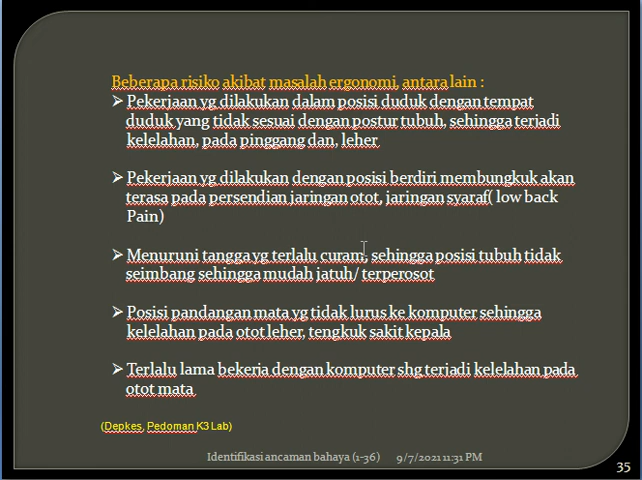 Beberapa risiko akibat masalah ergonomi, antara lain :
➢ Pekerjaan yg dilakukan dalam posisi duduk dengan tempat
duduk yang tidak sesuai dengan postur tubuh, sehingga terjadi
kelelahan, pada pinggang dan, leher
➢ Pekerjaan yg dilakukan dengan posisi berdiri membungkuk akan
terasa pada persendian jaringan otot, jaringan syaraf( low back
Pain)
➢ Menuruni tangga yg terlalu curam, sehingga posisi tubuh tidak
seimbang sehingga mudah jatuh/ terperosot
➢ Posisi pandangan mata yg tidak lurus ke komputer sehingga
kelelahan pada otot leher, tengkuk sakit kepala
➢ Terlalu lama bekerja dengan komputer shg terjadi kelelahan pada
otot mata
(Depkes, Pedoman K3 Lab)
Identifikasi ancaman bahaya (1-36) 9/7/2021 11:31 PM
35